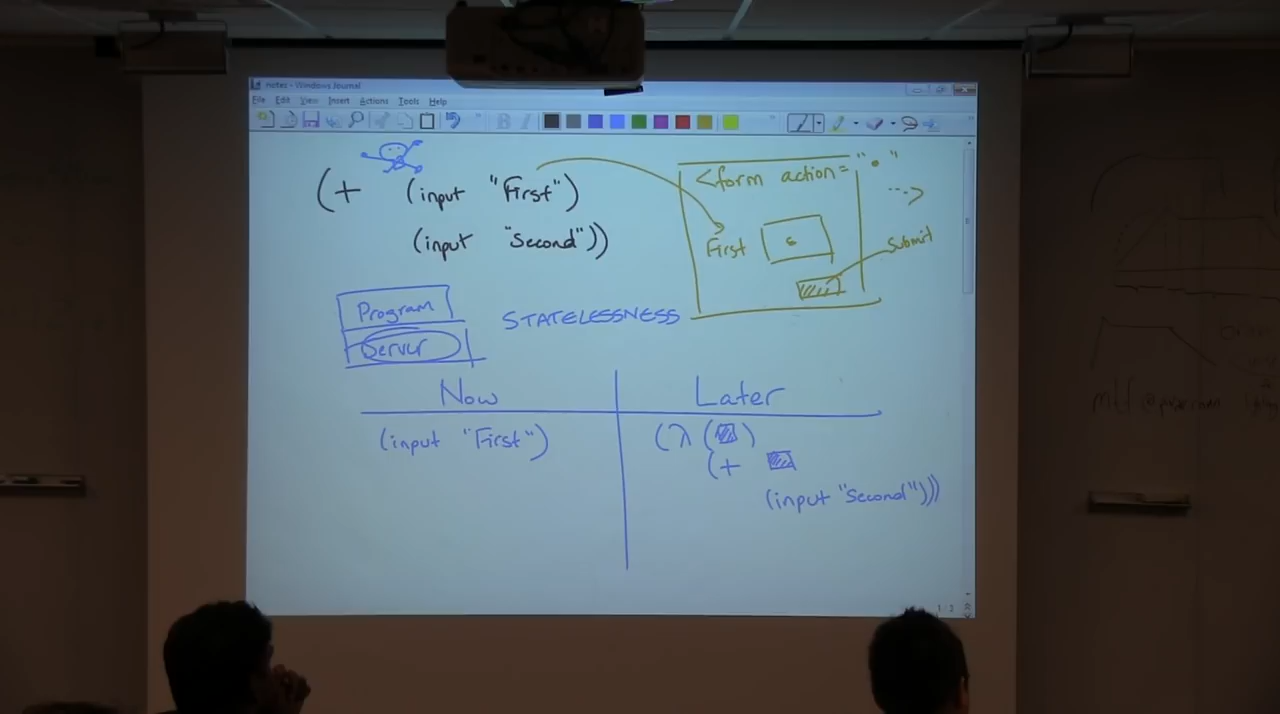 notes - Windows Journal
File Edit View Insert Actions Tools Help
(+ (input "First")
(input "Second"))
<form action= "•"
...>
First
Submit
Program
Server
STATELESSNESS
Now
Later
(input "First")
(λ ( )
(+
(input "Second")))